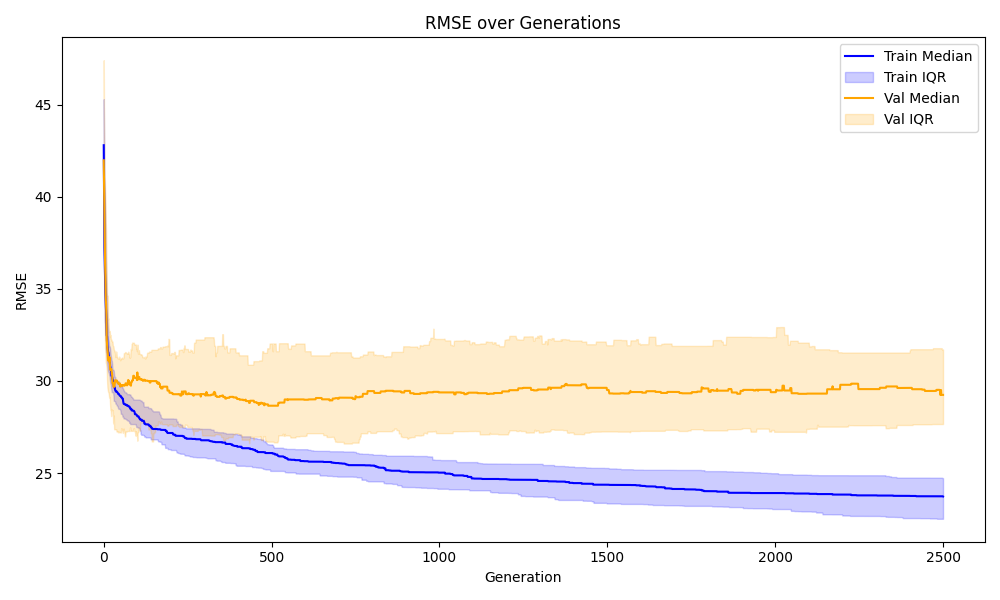 RMSE over Generations
Train Median
Train IQR
Val Median
Val IQR
RMSE
45
40
35
30
25
0
500
1000
1500
2000
2500
Generation